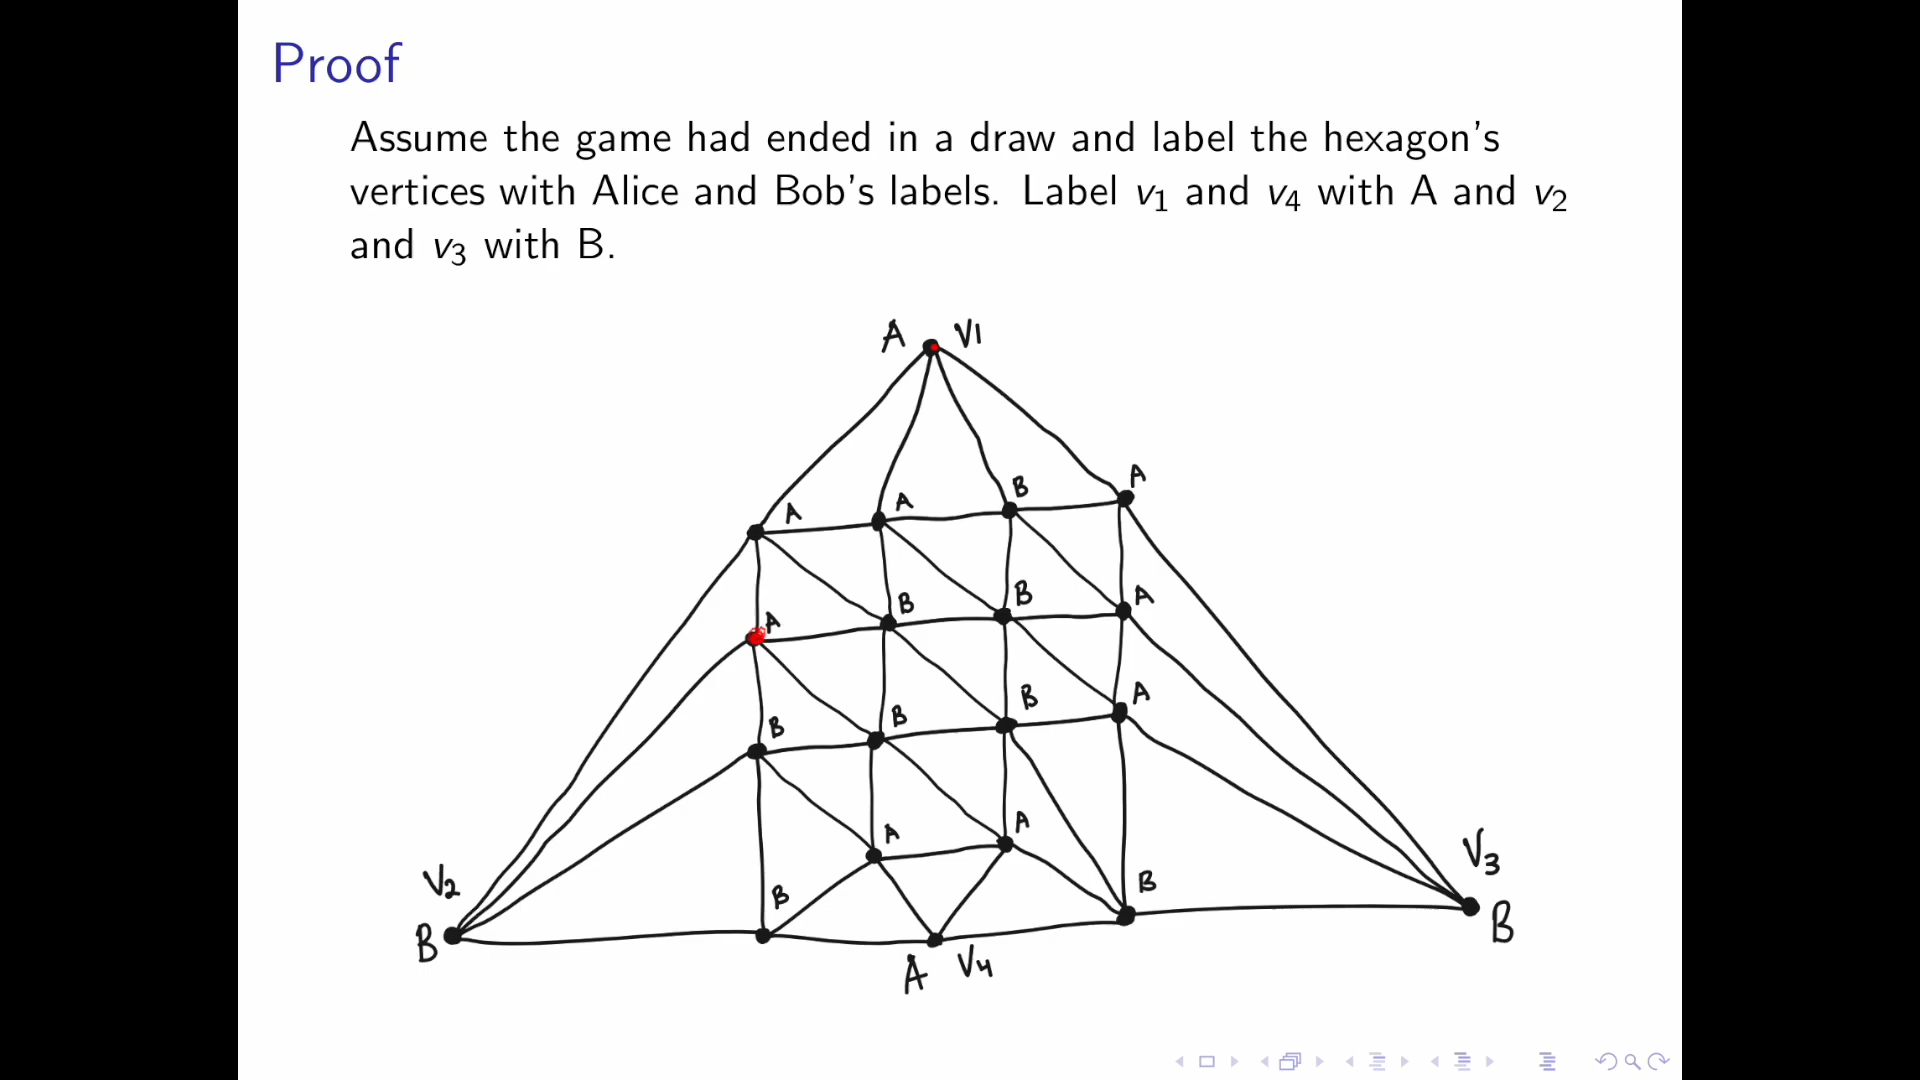 Proof
Assume the game had ended in a draw and label the hexagon's
vertices with Alice and Bob's labels. Label v₁ and v₄ with A and v₂
and v₃ with B.
A V1
A A B A
A B B A
B B B A
B A A B
V2 V3
B B
A V4